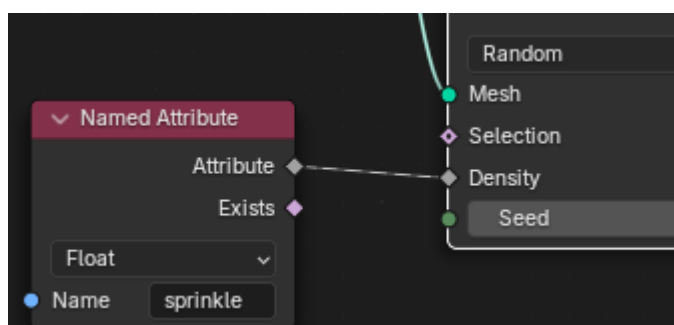 Random
Mesh
Selection
Density
Seed
Named Attribute
Attribute
Exists
Float
Name sprinkle